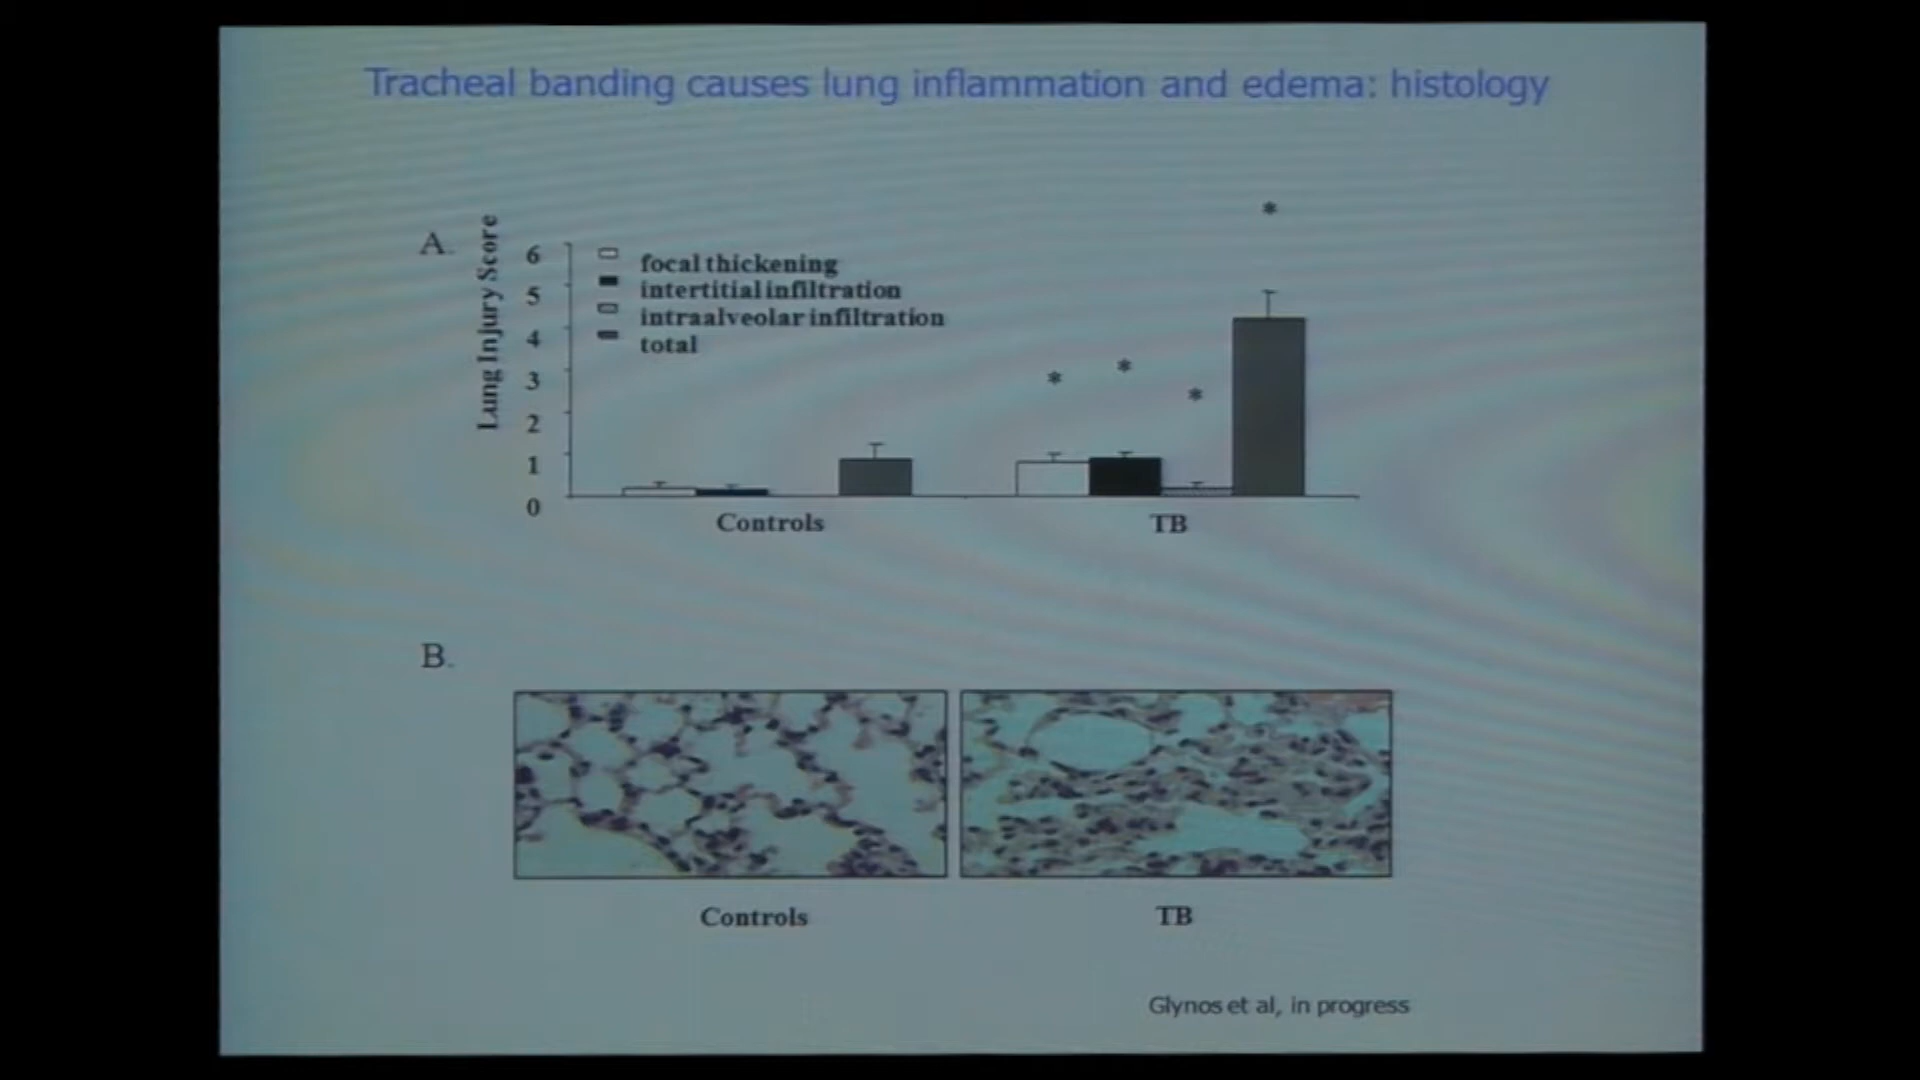 Tracheal banding causes lung inflammation and edema: histology
A.
Lung Injury Score
6
5
4
3
2
1
0
focal thickening
intertitial infiltration
intraalveolar infiltration
total
*
*
*
*
Controls
TB
B.
Controls
TB
Glynos et al, in progress